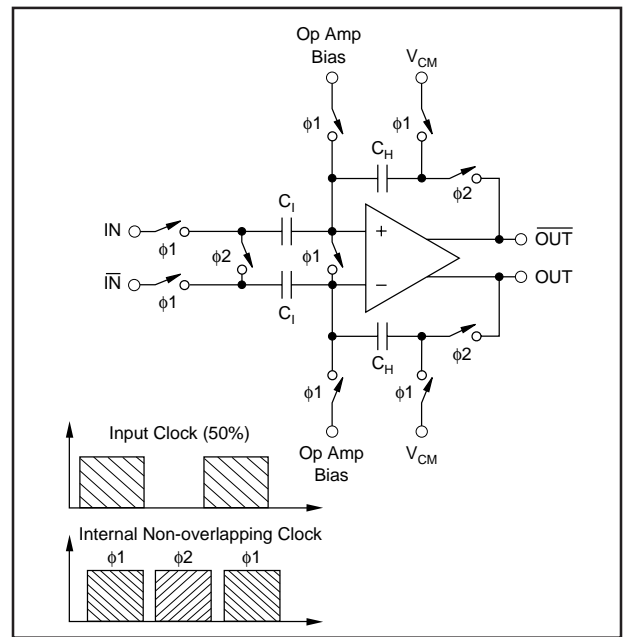 Op Amp
Bias
V_CM
φ1
φ1
C_H
φ2
C_I
IN
φ1
φ2
φ1
+
OUT̅
IN̅
φ1
−
OUT
C_I
C_H
φ2
φ1
φ1
Op Amp
Bias
V_CM
Input Clock (50%)
Internal Non-overlapping Clock
φ1 φ2 φ1